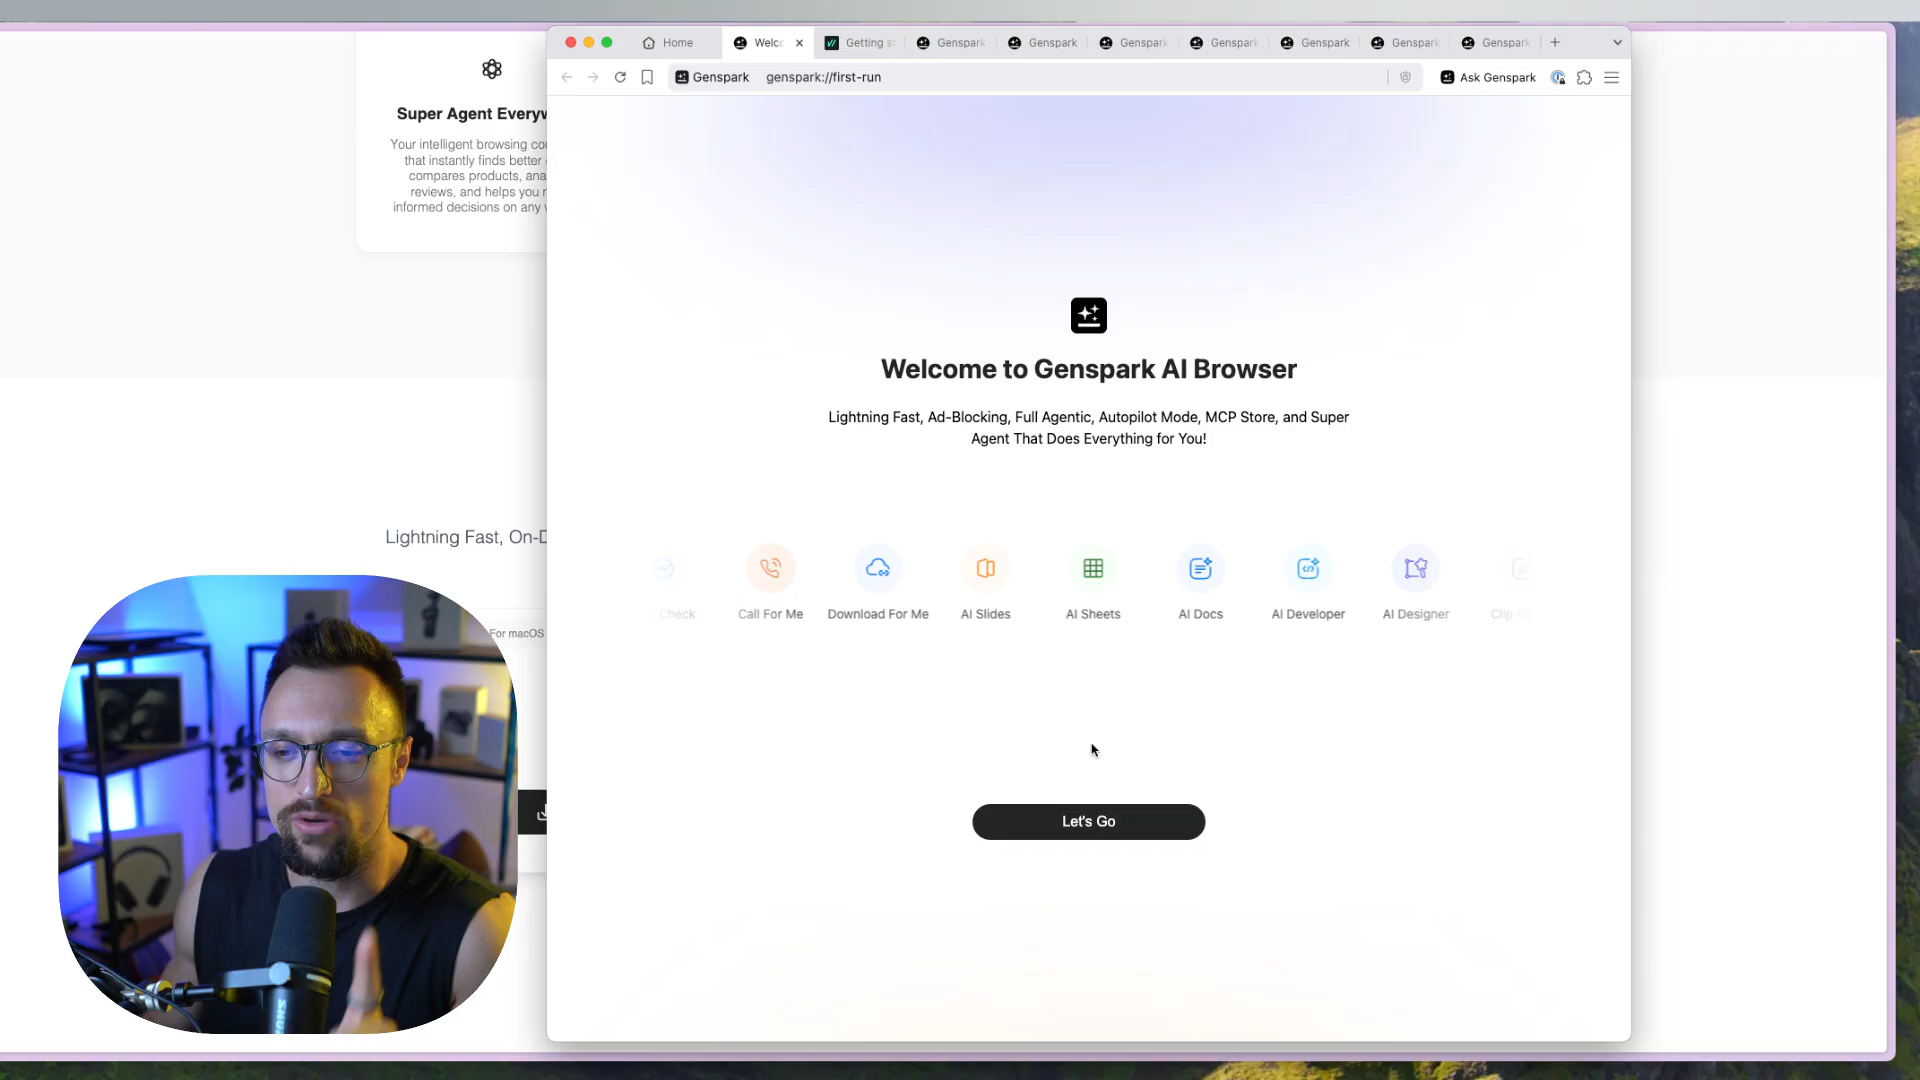 Home
Welc
Getting s
Genspark
Genspark
Genspark
Genspark
Genspark
Genspark
Genspark
Genspark
genspark://first-run
Ask Genspark
Super Agent Everyw
Your intelligent browsing co
that instantly finds better
compares products, ana
reviews, and helps you
informed decisions on any
Lightning Fast, On-D
For macOS
Welcome to Genspark AI Browser
Lightning Fast, Ad-Blocking, Full Agentic, Autopilot Mode, MCP Store, and Super
Agent That Does Everything for You!
Check
Call For Me
Download For Me
AI Slides
AI Sheets
AI Docs
AI Developer
AI Designer
Clip
Let's Go